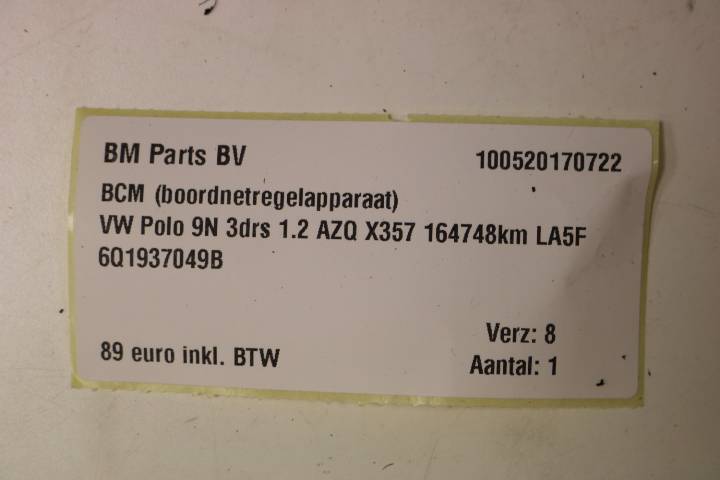 BM Parts BV 100520170722
BCM (boordnetregelapparaat)
VW Polo 9N 3drs 1.2 AZQ X357 164748km LA5F
6Q1937049B
Verz: 8
89 euro inkl. BTW Aantal: 1